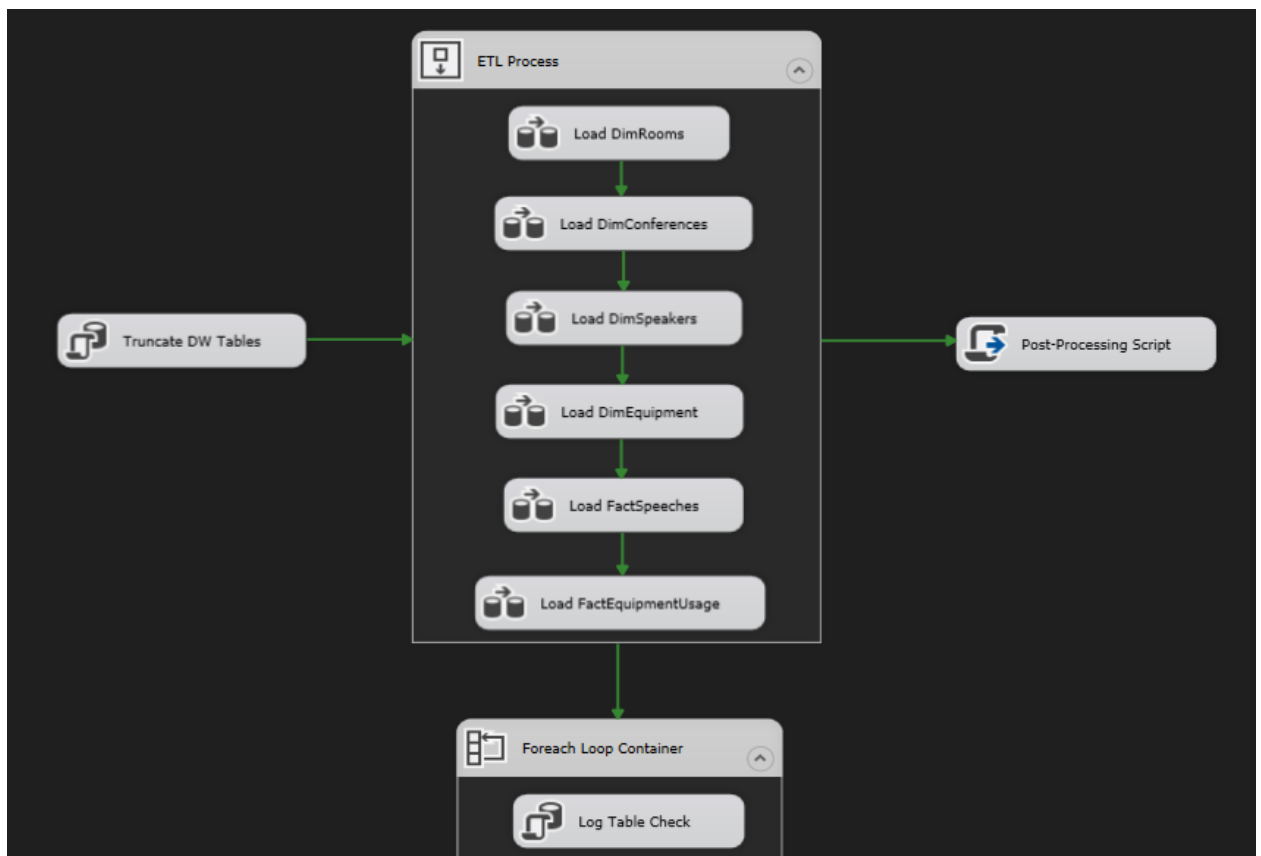 ETL Process
Load DimRooms
Load DimConferences
Load DimSpeakers
Truncate DW Tables
Post-Processing Script
Load DimEquipment
Load FactSpeeches
Load FactEquipmentUsage
Foreach Loop Container
Log Table Check